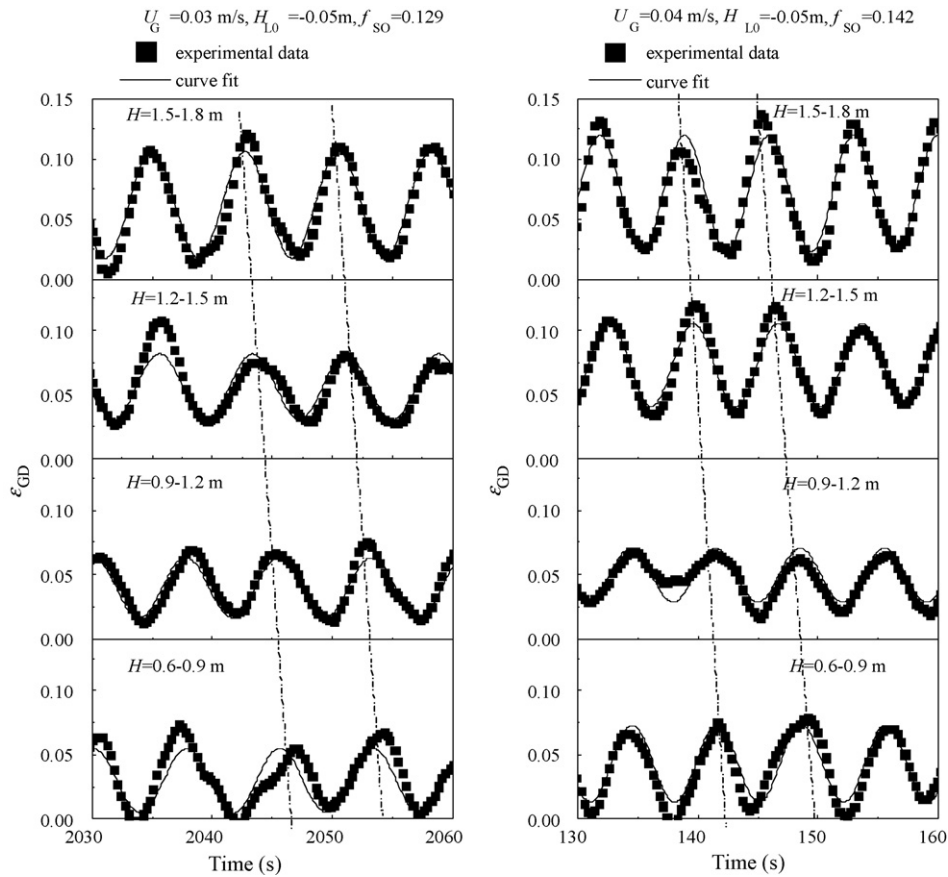 U_G=0.03 m/s, H_L0=-0.05m, f_SO=0.129
experimental data
curve fit
0.15
H=1.5-1.8 m
0.10
0.05
0.00
H=1.2-1.5 m
0.10
0.05
0.00
H=0.9-1.2 m
0.10
0.05
0.00
H=0.6-0.9 m
0.10
0.05
0.00
2030 2040 2050 2060
Time (s)
ε_GD
U_G=0.04 m/s, H_L0=-0.05m, f_SO=0.142
experimental data
curve fit
0.15
H=1.5-1.8 m
0.10
0.05
0.00
H=1.2-1.5 m
0.10
0.05
0.00
H=0.9-1.2 m
0.10
0.05
0.00
H=0.6-0.9 m
0.10
0.05
0.00
130 140 150 160
Time (s)
ε_GD